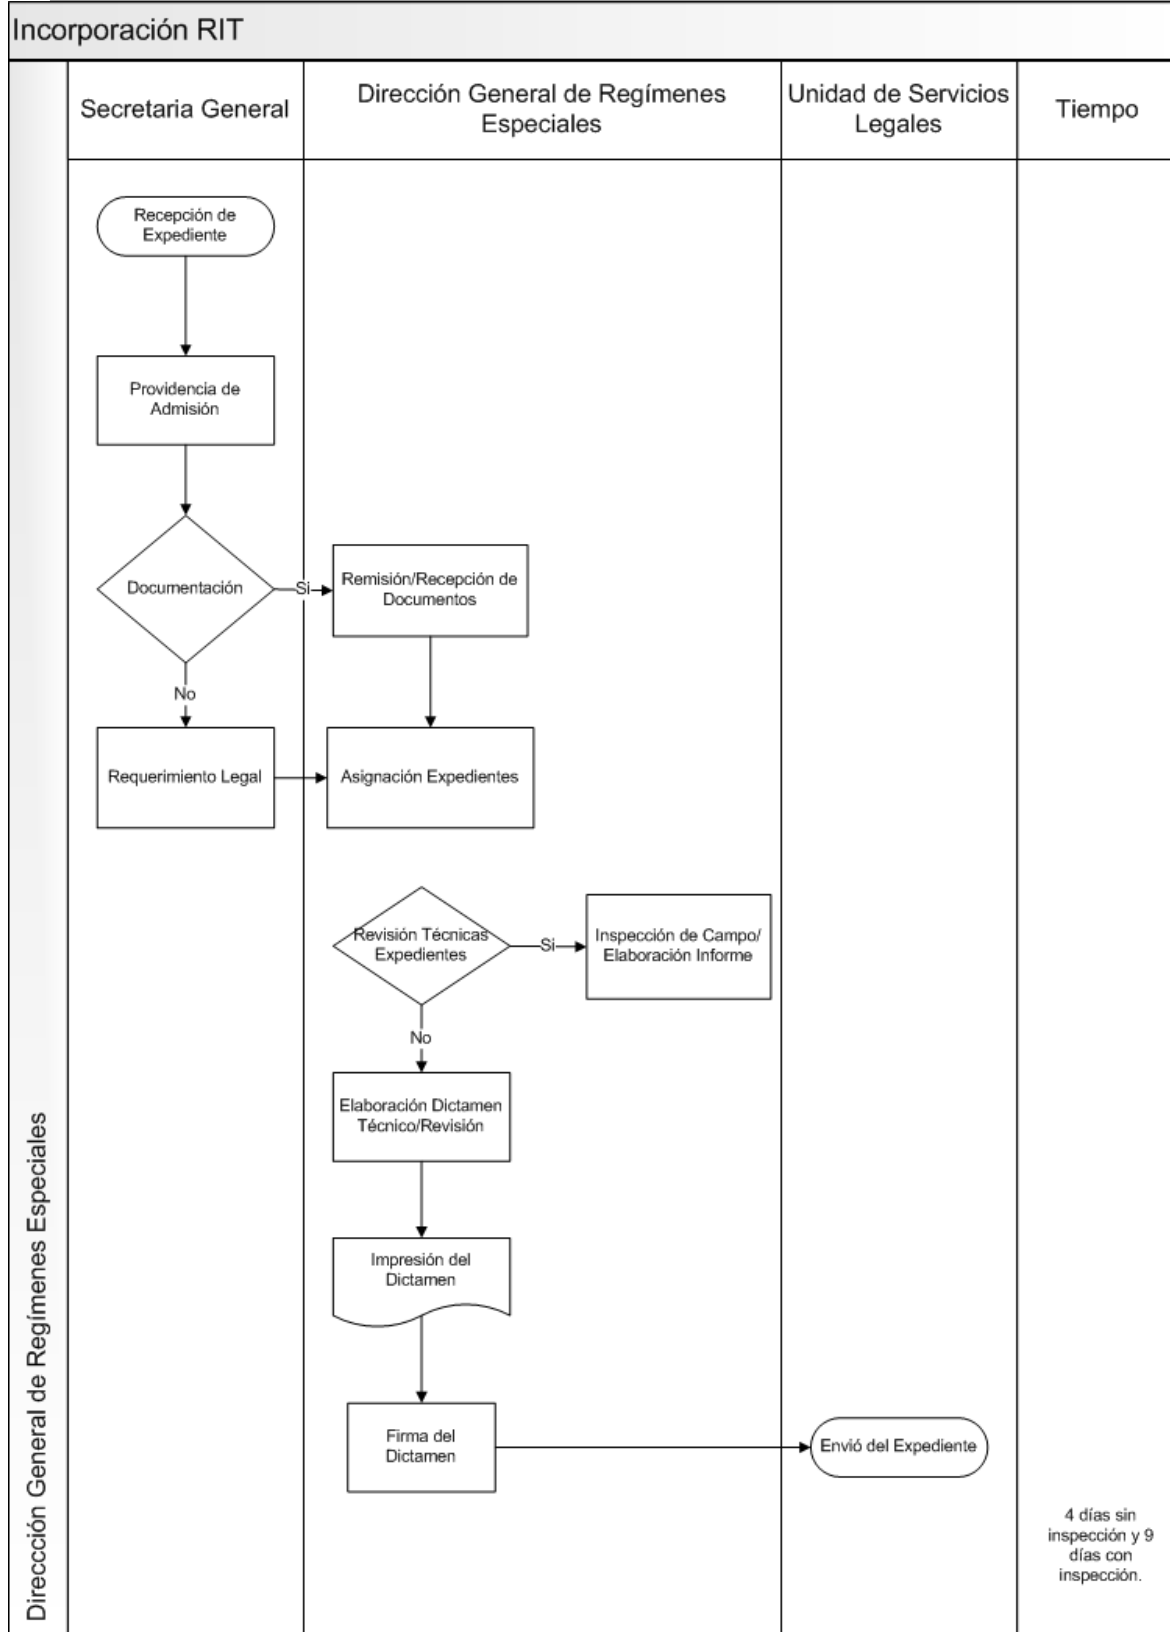 Incorporación RIT
Secretaria General
Dirección General de Regímenes
Especiales
Unidad de Servicios
Legales
Tiempo
Recepción de
Expediente
Providencia de
Admisión
Documentación
Si
Remisión/Recepción de
Documentos
No
Requerimiento Legal
Asignación Expedientes
Revisión Técnicas
Expedientes
Si
Inspección de Campo/
Elaboración Informe
No
Elaboración Dictamen
Técnico/Revisión
Impresión del
Dictamen
Firma del
Dictamen
Envió del Expediente
4 días sin
inspección y 9
días con
inspección.
Direccción General de Regímenes Especiales